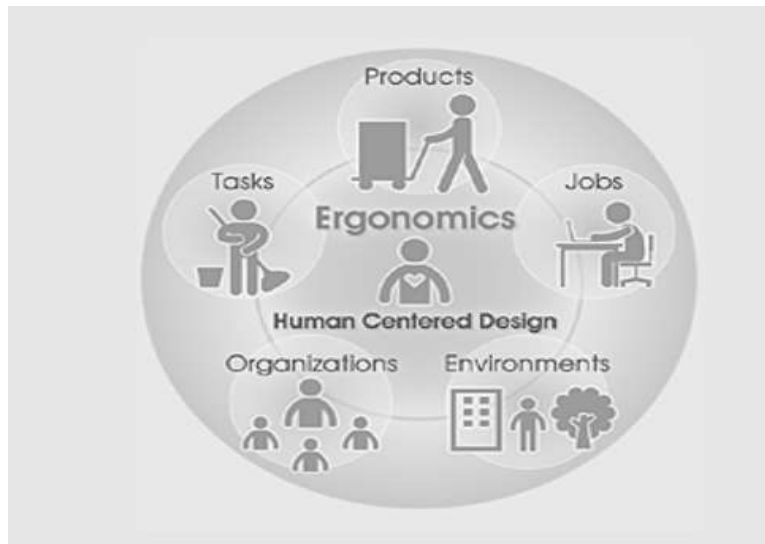 Products
Tasks
Jobs
Ergonomics
Human Centered Design
Organizations
Environments